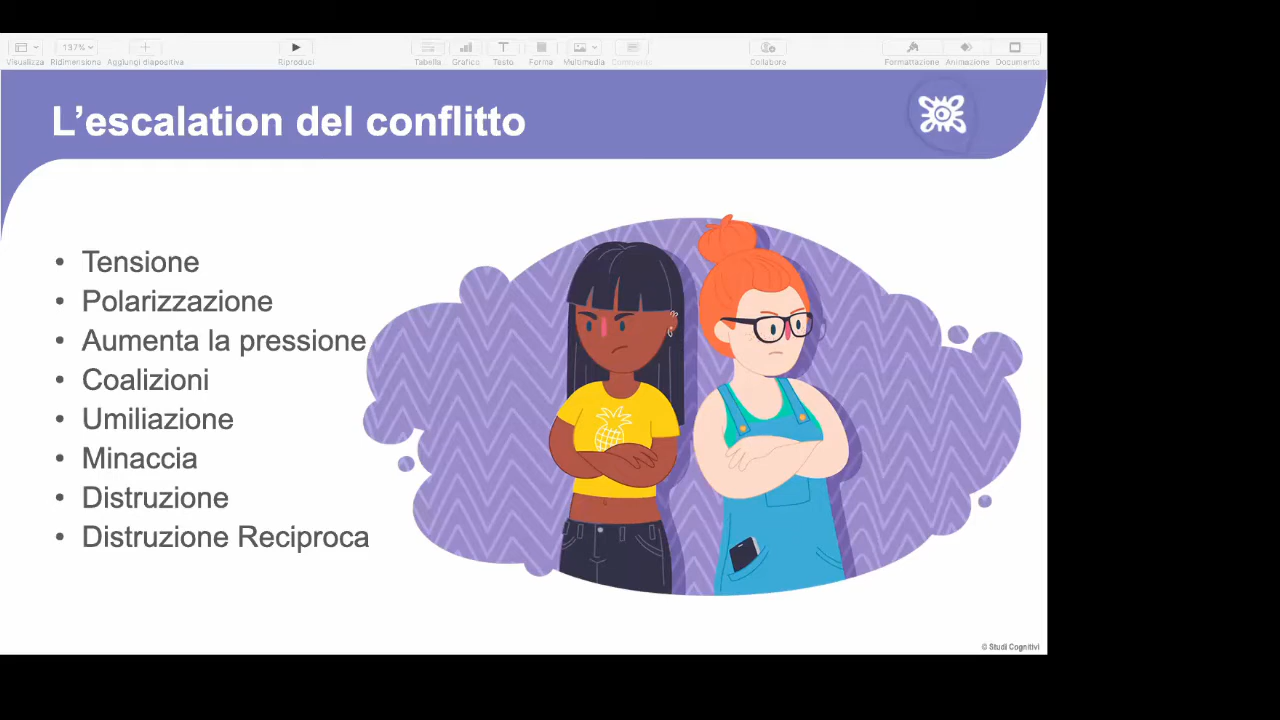 137%
Visualizza Ridimensiona Aggiungi diapositiva Riproduci Tabella Grafico Testo Forma Multimedia Commento Collabora Formattazione Animazione Documento
L’escalation del conflitto
• Tensione
• Polarizzazione
• Aumenta la pressione
• Coalizioni
• Umiliazione
• Minaccia
• Distruzione
• Distruzione Reciproca
© Studi Cognitivi